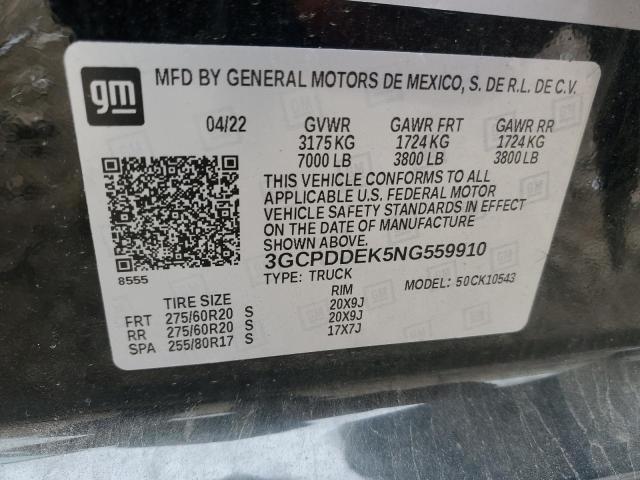 gm
MFD BY GENERAL MOTORS DE MEXICO, S. DE R.L. DE C.V.
04/22 GVWR GAWR FRT GAWR RR
3175 KG 1724 KG 1724 KG
7000 LB 3800 LB 3800 LB
THIS VEHICLE CONFORMS TO ALL
APPLICABLE U.S. FEDERAL MOTOR
VEHICLE SAFETY STANDARDS IN EFFECT
ON THE DATE OF MANUFACTURE
SHOWN ABOVE.
3GCPDDEK5NG559910
8555
TYPE: TRUCK MODEL: 50CK10543
TIRE SIZE RIM
FRT 275/60R20 S 20X9J
RR 275/60R20 S 20X9J
SPA 255/80R17 S 17X7J